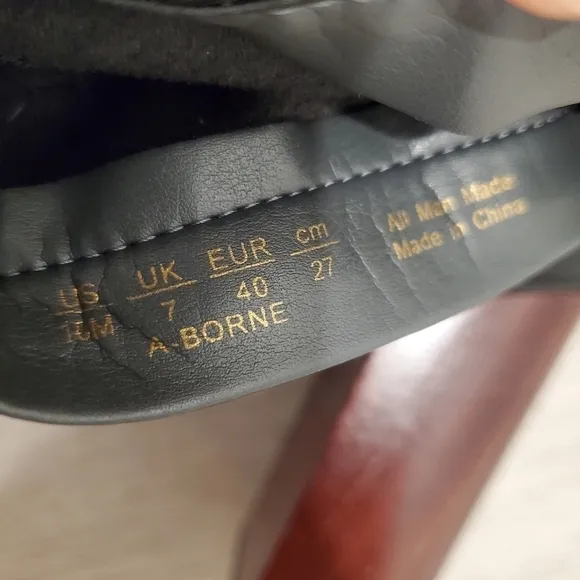 US UK EUR cm
10M 7 40 27
A-BORNE
All Man Made
Made in China